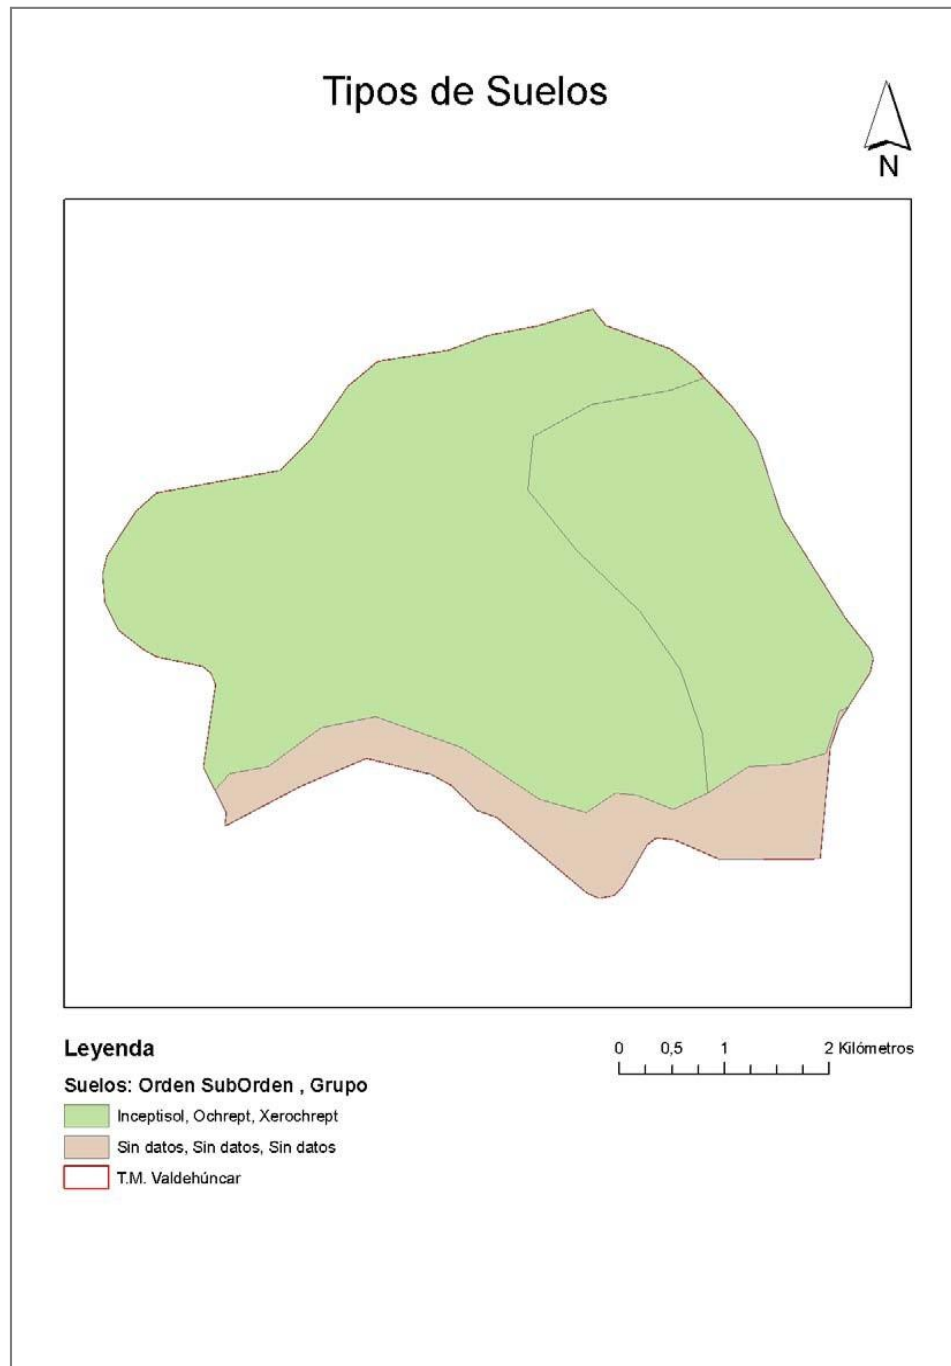 Tipos de Suelos
N
Leyenda
0 0,5 1 2 Kilómetros
Suelos: Orden SubOrden , Grupo
Inceptisol, Ochrept, Xerochrept
Sin datos, Sin datos, Sin datos
T.M. Valdehúncar